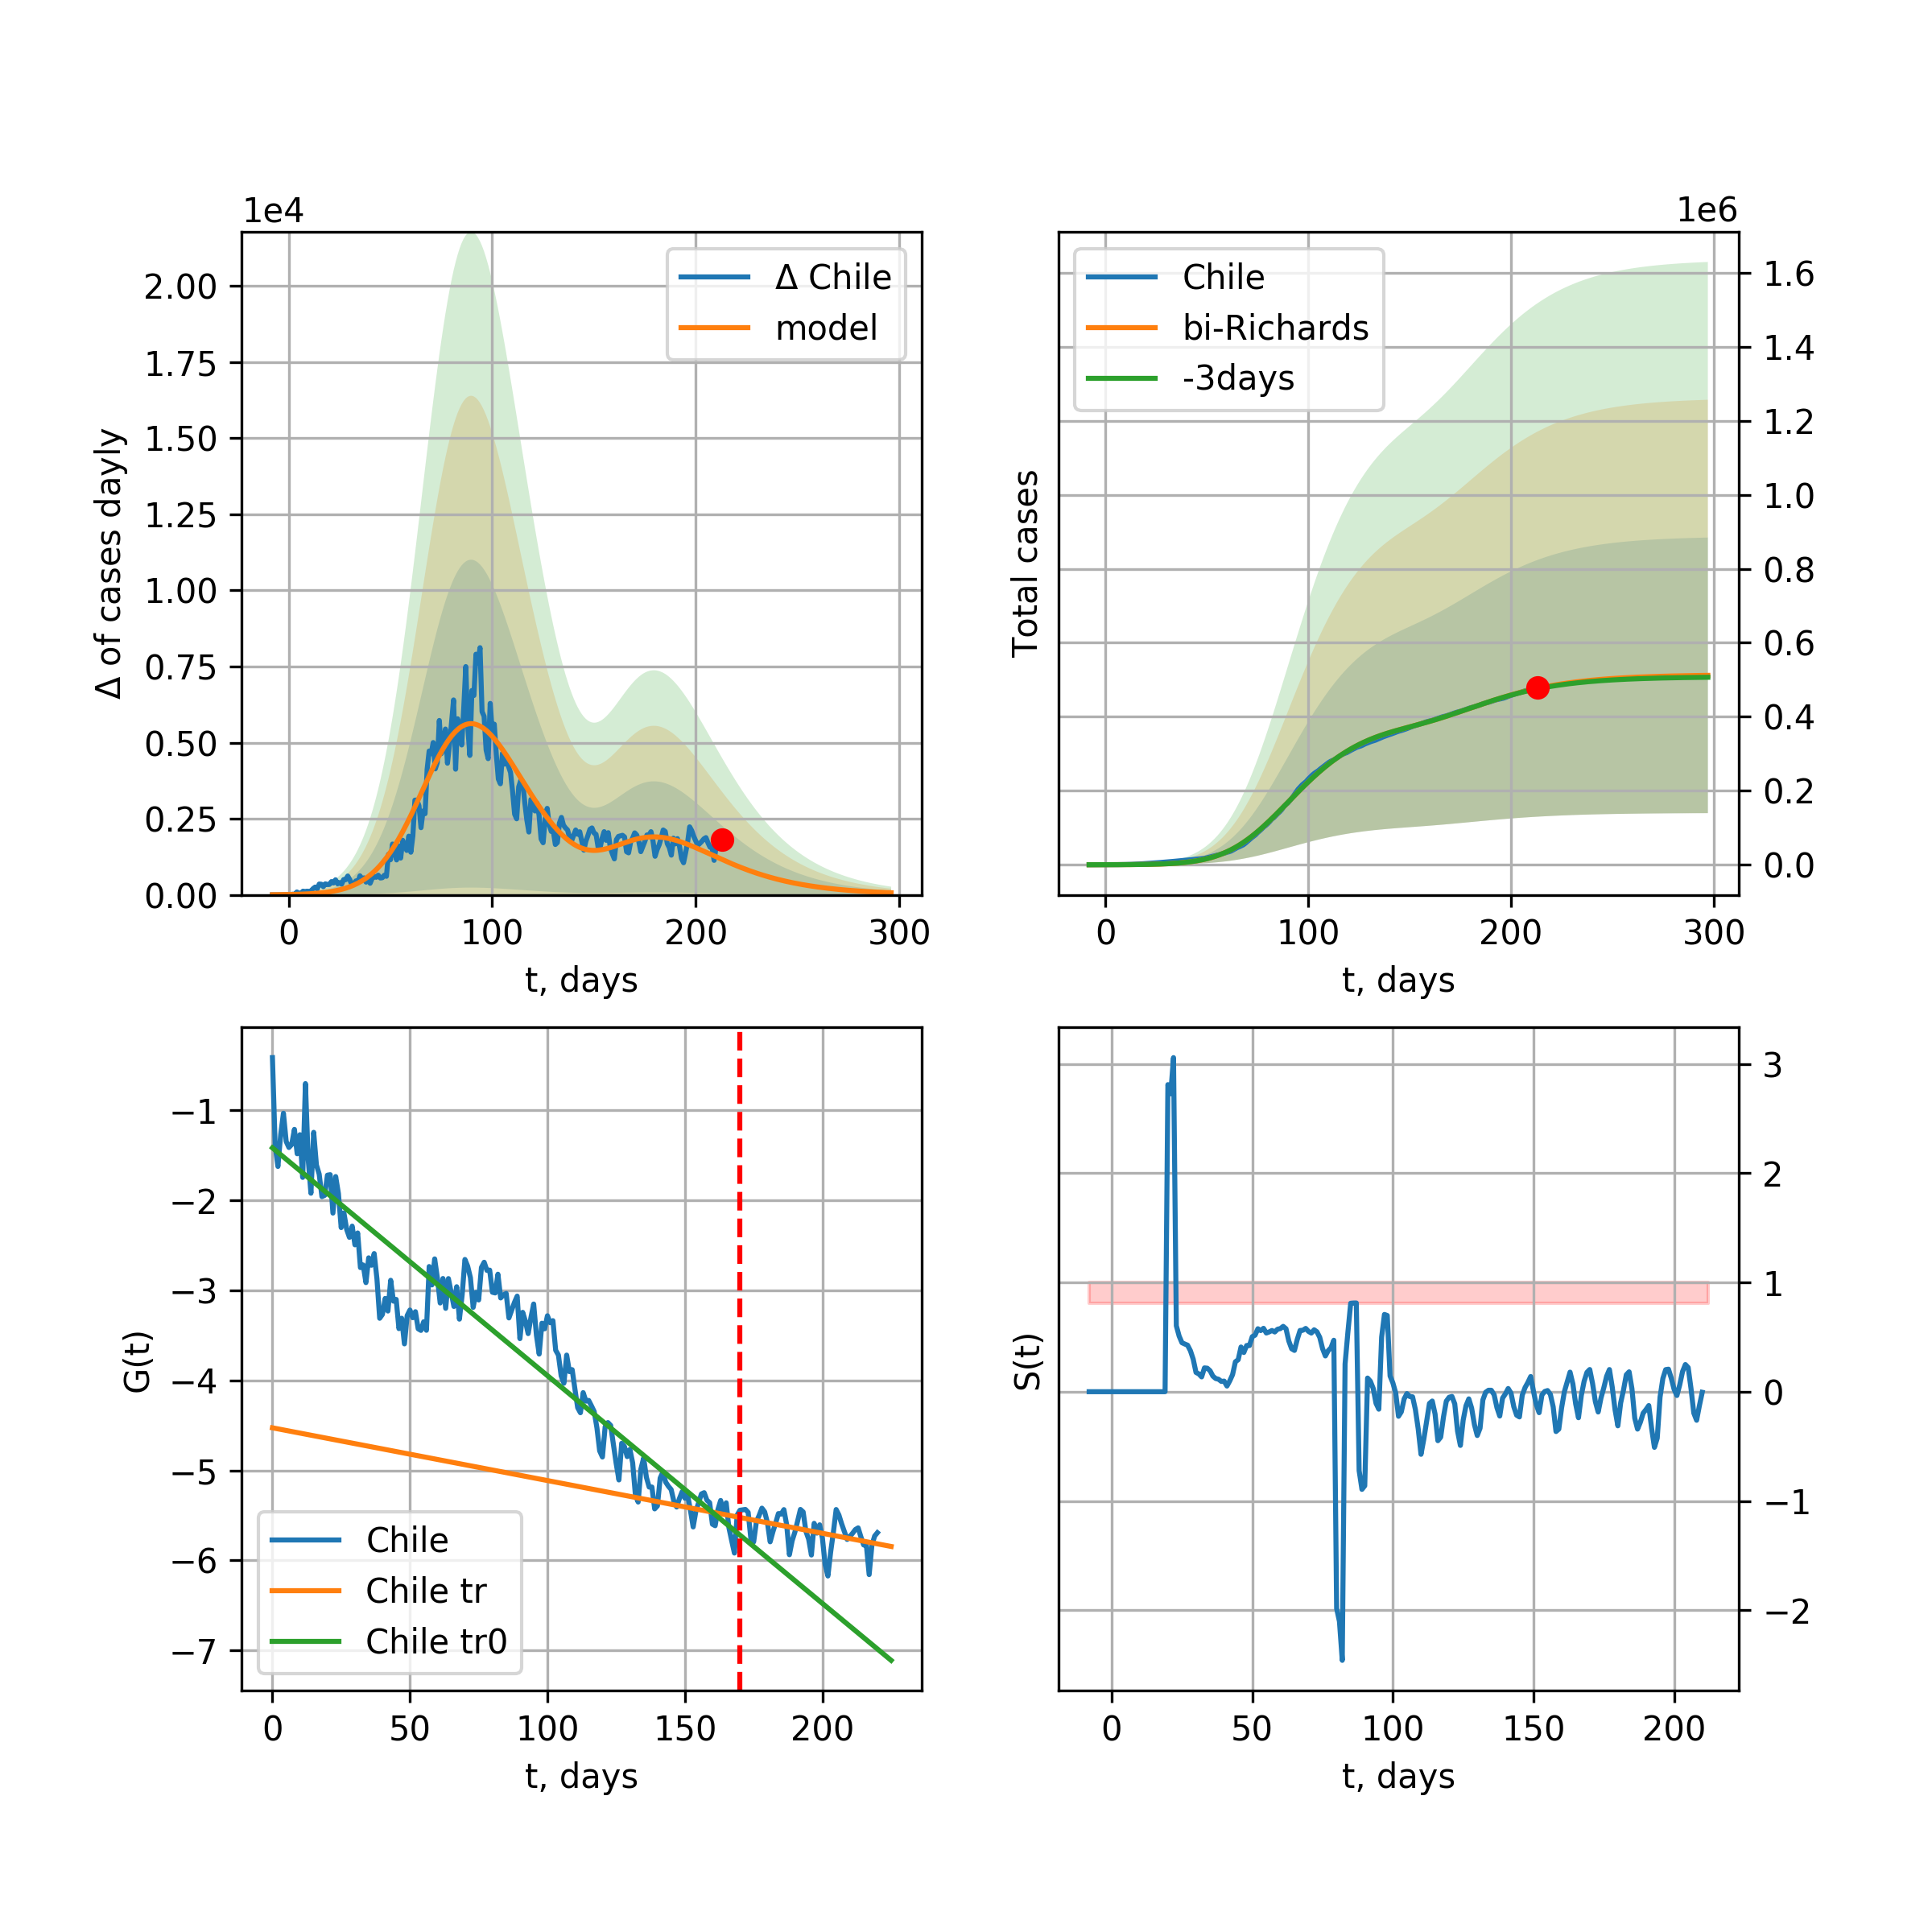 1e4
Δ of cases dayly
2.00
1.75
1.50
1.25
1.00
0.75
0.50
0.25
0.00
0 100 200 300
t, days
Δ Chile
model
1e6
Total cases
1.6
1.4
1.2
1.0
0.8
0.6
0.4
0.2
0.0
0 100 200 300
t, days
Chile
bi-Richards
-3days
G(t)
−1
−2
−3
−4
−5
−6
−7
0 50 100 150 200
t, days
Chile
Chile tr
Chile tr0
S(t)
3
2
1
0
−1
−2
0 50 100 150 200
t, days